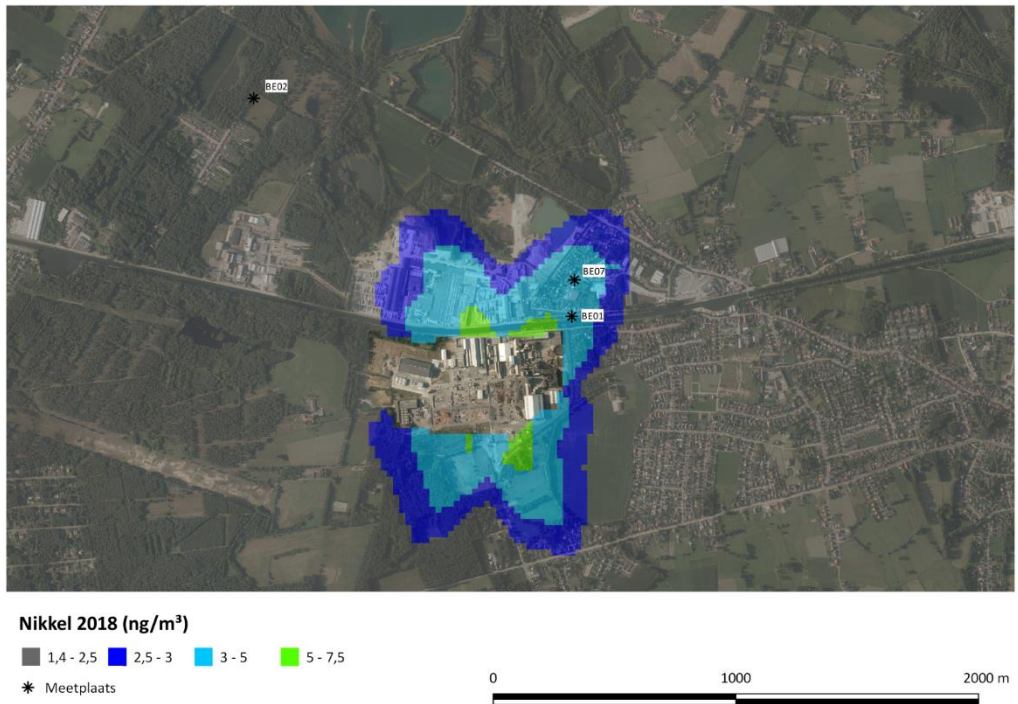 BE02
BE07
BE01
Nikkel 2018 (ng/m³)
1,4 - 2,5 2,5 - 3 3 - 5 5 - 7,5
Meetplaats
0 1000 2000 m